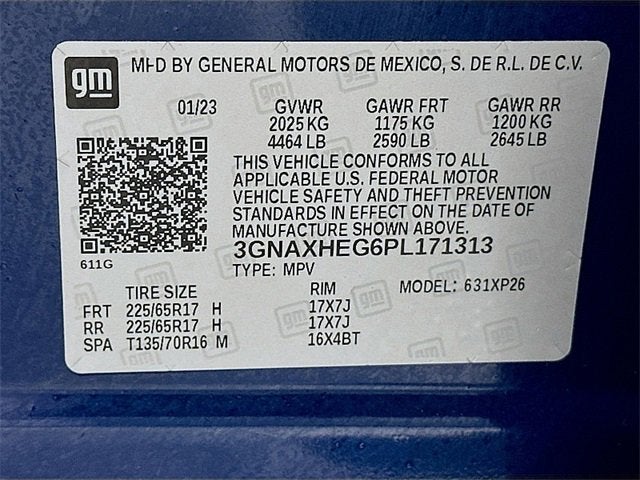 gm MFD BY GENERAL MOTORS DE MEXICO, S. DE R.L. DE C.V.
01/23 GVWR GAWR FRT GAWR RR
2025 KG 1175 KG 1200 KG
4464 LB 2590 LB 2645 LB
THIS VEHICLE CONFORMS TO ALL
APPLICABLE U.S. FEDERAL MOTOR
VEHICLE SAFETY AND THEFT PREVENTION
STANDARDS IN EFFECT ON THE DATE OF
MANUFACTURE SHOWN ABOVE.
3GNAXHEG6PL171313
611G TYPE: MPV
TIRE SIZE RIM MODEL: 631XP26
FRT 225/65R17 H 17X7J
RR 225/65R17 H 17X7J
SPA T135/70R16 M 16X4BT